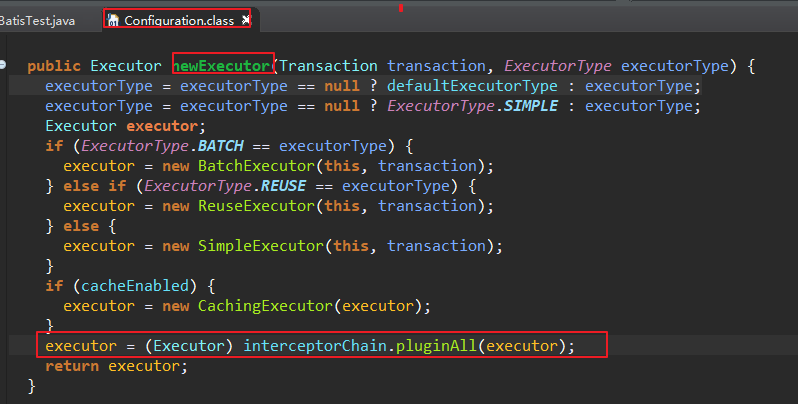 BatisTest.java Configuration.class
public Executor newExecutor(Transaction transaction, ExecutorType executorType) {
executorType = executorType == null ? defaultExecutorType : executorType;
executorType = executorType == null ? ExecutorType.SIMPLE : executorType;
Executor executor;
if (ExecutorType.BATCH == executorType) {
executor = new BatchExecutor(this, transaction);
} else if (ExecutorType.REUSE == executorType) {
executor = new ReuseExecutor(this, transaction);
} else {
executor = new SimpleExecutor(this, transaction);
}
if (cacheEnabled) {
executor = new CachingExecutor(executor);
}
executor = (Executor) interceptorChain.pluginAll(executor);
return executor;
}